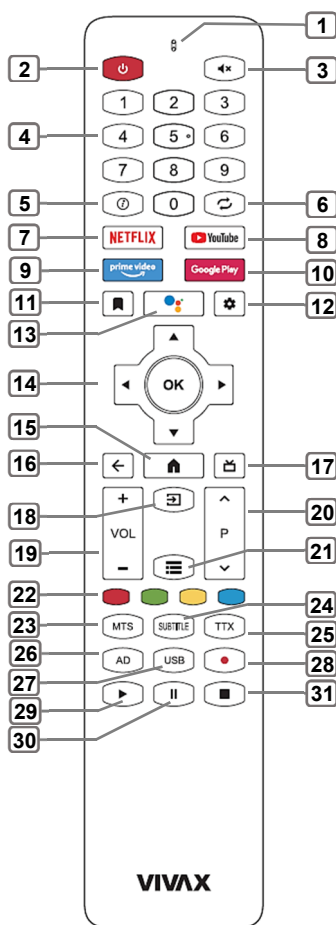 1
2
3
1 2 3
4
4 5 6
7 8 9
5
0
6
7
NETFLIX
YouTube
8
9
prime video
Google Play
10
11
12
13
14
OK
15
16
17
18
+
VOL
-
P
19
20
21
22
23
MTS
SUBTITLE
TTX
24
25
26
AD
USB
27
28
29
30
31
VIVAX